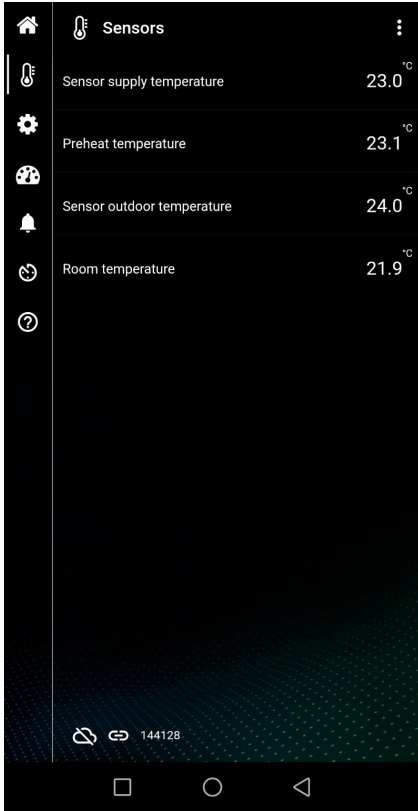 Sensors
Sensor supply temperature 23.0 °C
Preheat temperature 23.1 °C
Sensor outdoor temperature 24.0 °C
Room temperature 21.9 °C
144128